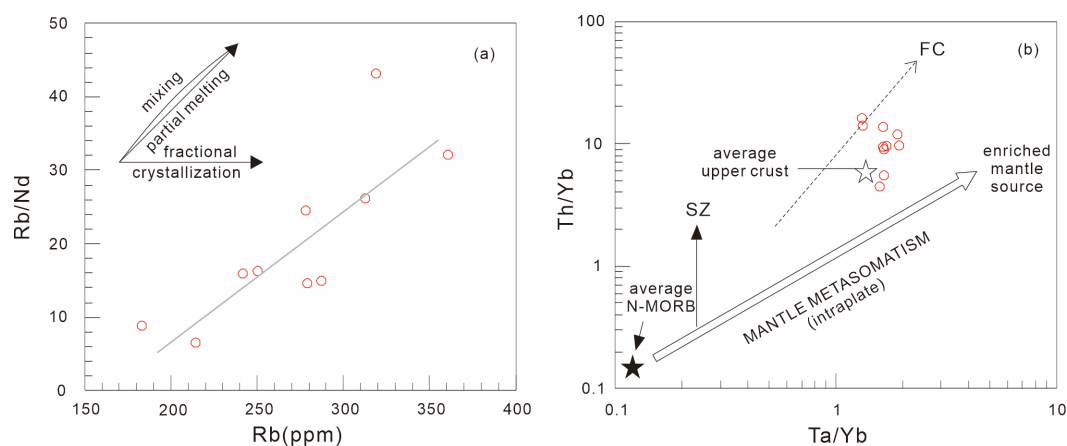 50
40
30
20
10
0
Rb/Nd
150
200
250
300
350
400
Rb(ppm)
(a)
mixing
partial melting
fractional
crystallization
100
10
1
0.1
Th/Yb
0.1
1
10
Ta/Yb
(b)
FC
average
upper crust
enriched
mantle
source
SZ
average
N-MORB
MANTLE METASOMATISM
(intraplate)